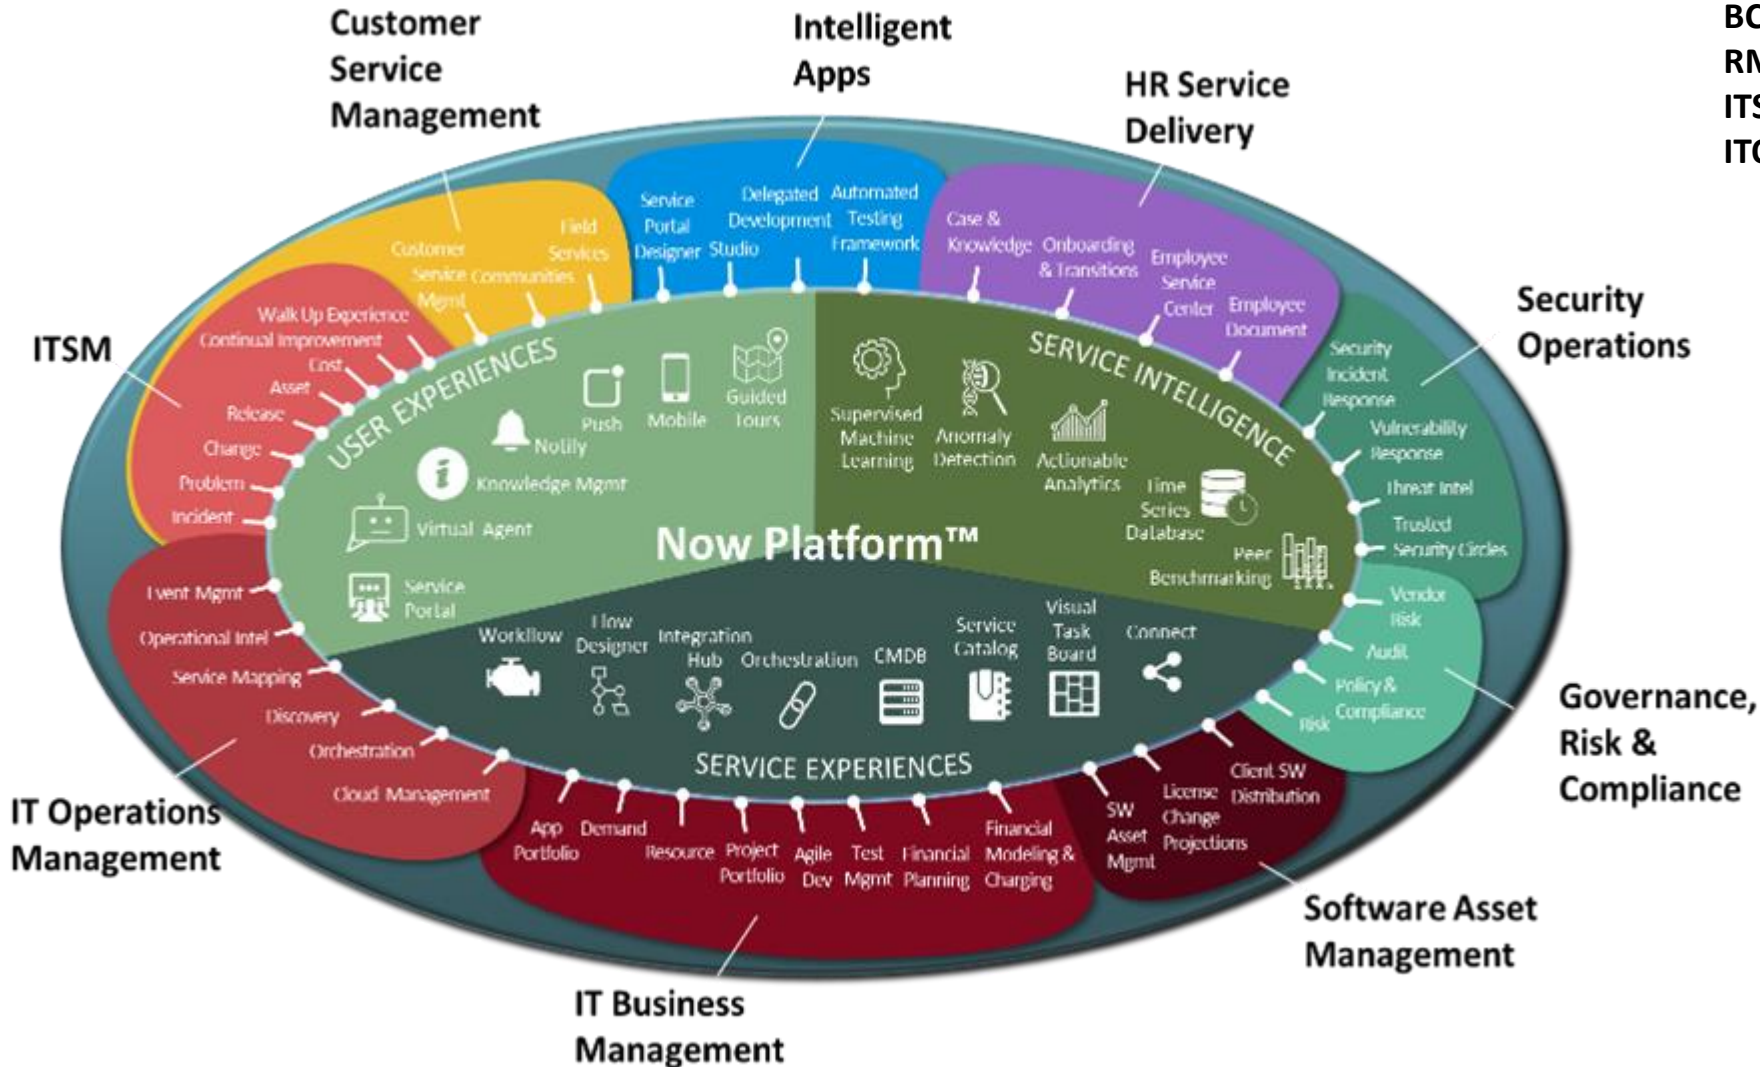 Customer
Service
Management
Intelligent
Apps
HR Service
Delivery
BC
RM
ITS
ITSM
Security
Operations
Governance,
Risk &
Compliance
Software Asset
Management
IT Business
Management
IT Operations
Management
Customer
Service
Mgmt
Communities
Field
Services
Service
Portal
Designer
Studio
Delegated
Development
Automated
Testing
Framework
Case &
Knowledge
Onboarding
& Transitions
Employee
Service
Center
Employee
Document
Security
Incident
Response
Vulnerability
Response
Threat Intel
Trusted
Security Circles
Vendor
Risk
Audit
Policy &
Compliance
Risk
Client SW
Distribution
License
Change
Projections
SW
Asset
Mgmt
Financial
Modeling &
Charging
Financial
Planning
Test
Mgmt
Agile
Dev
Project
Portfolio
Resource
Demand
App
Portfolio
Cloud Management
Orchestration
Discovery
Service Mapping
Operational Intel
Event Mgmt
Incident
Problem
Change
Release
Asset
Cost
Continual Improvement
Walk Up Experience
USER EXPERIENCES
Push
Mobile
Guided
Tours
Notify
Knowledge Mgmt
Virtual Agent
Service
Portal
SERVICE INTELLIGENCE
Supervised
Machine
Learning
Anomaly
Detection
Actionable
Analytics
Time
Series
Database
Peer
Benchmarking
Now Platform™
Workflow
Flow
Designer
Integration
Hub
Orchestration
CMDB
Service
Catalog
Visual
Task
Board
Connect
SERVICE EXPERIENCES